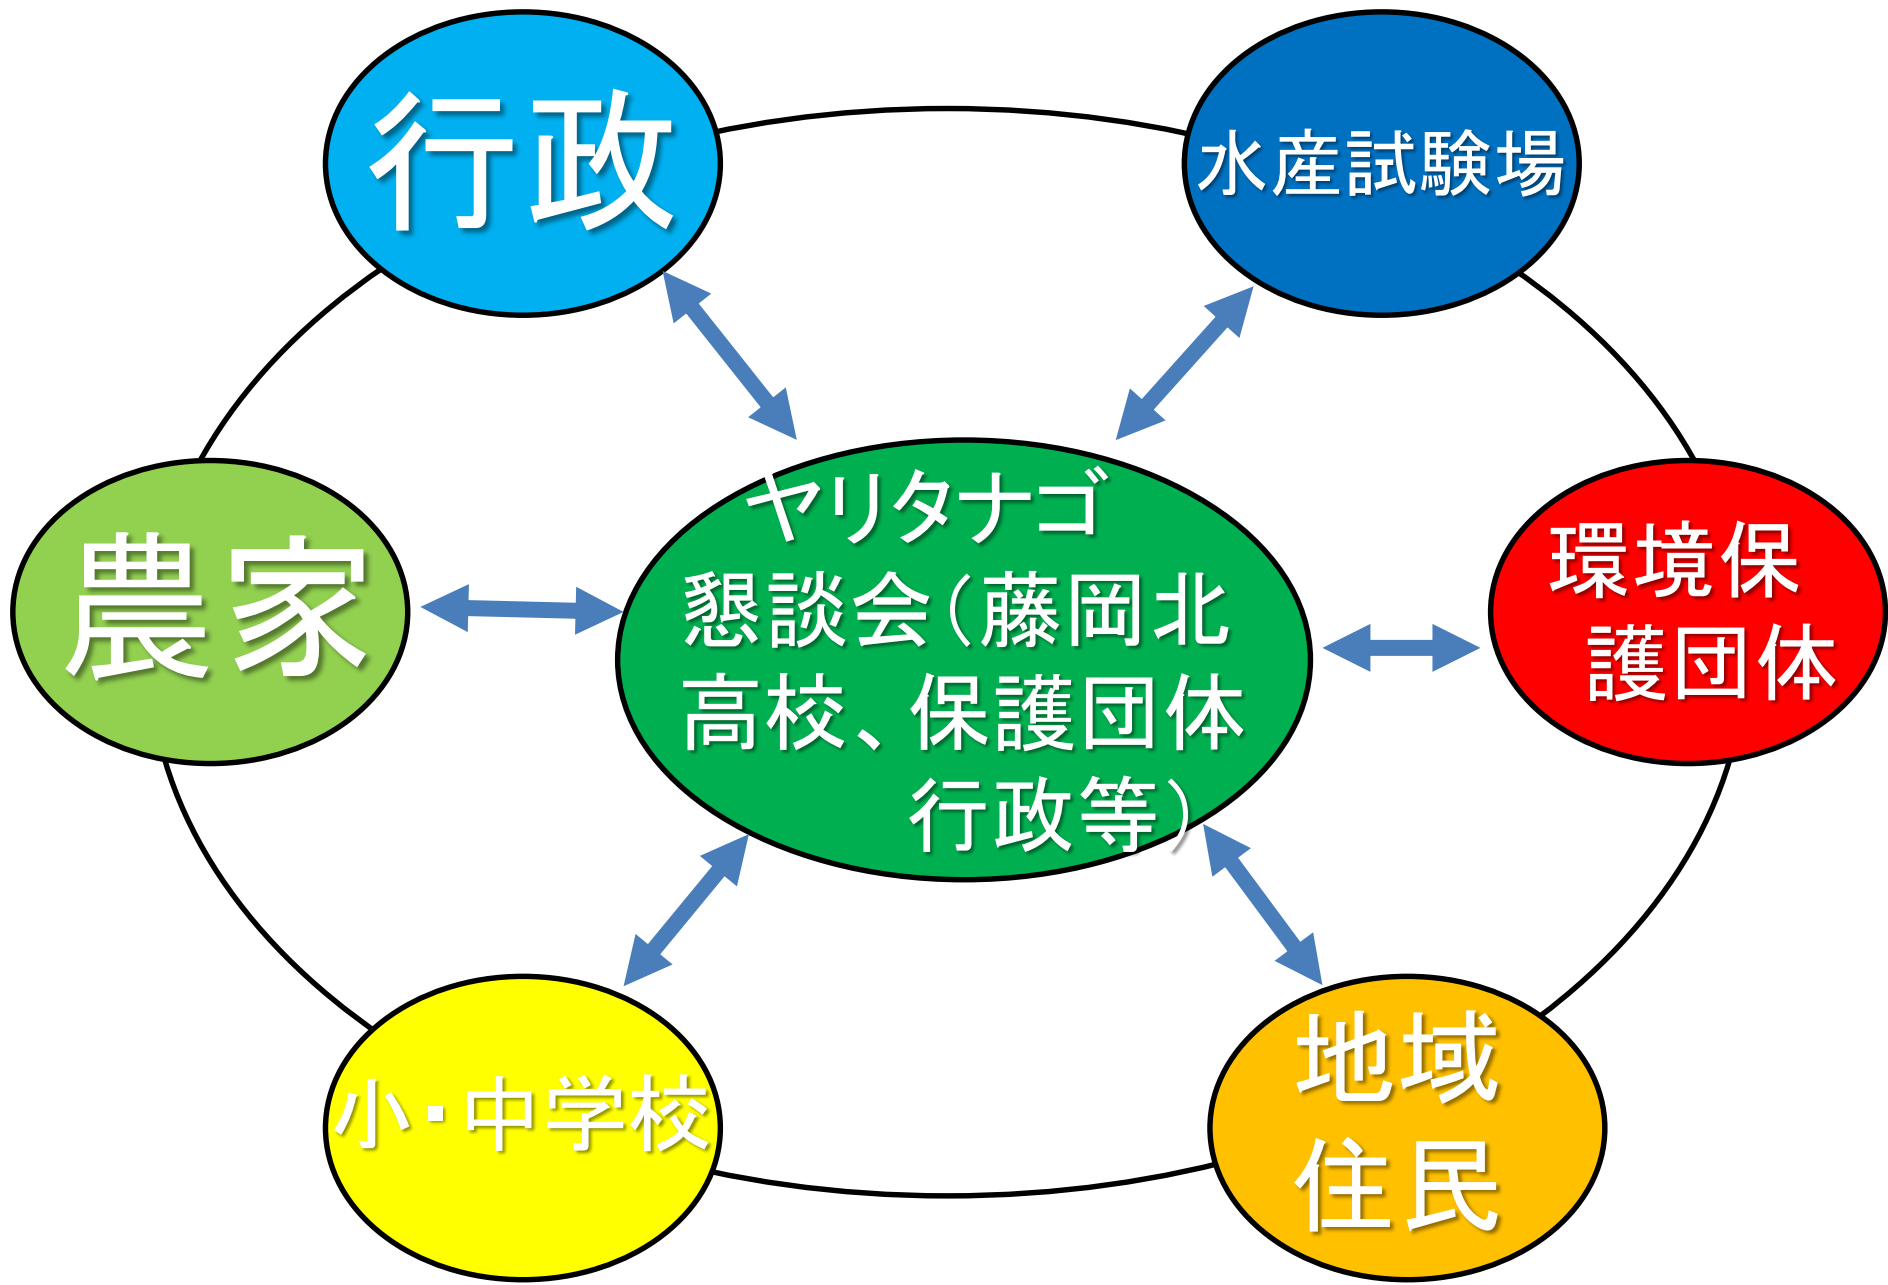 行政
水産試験場
農家
ヤリタナゴ
懇談会（藤岡北
高校、保護団体
行政等）
環境保
護団体
小・中学校
地域
住民